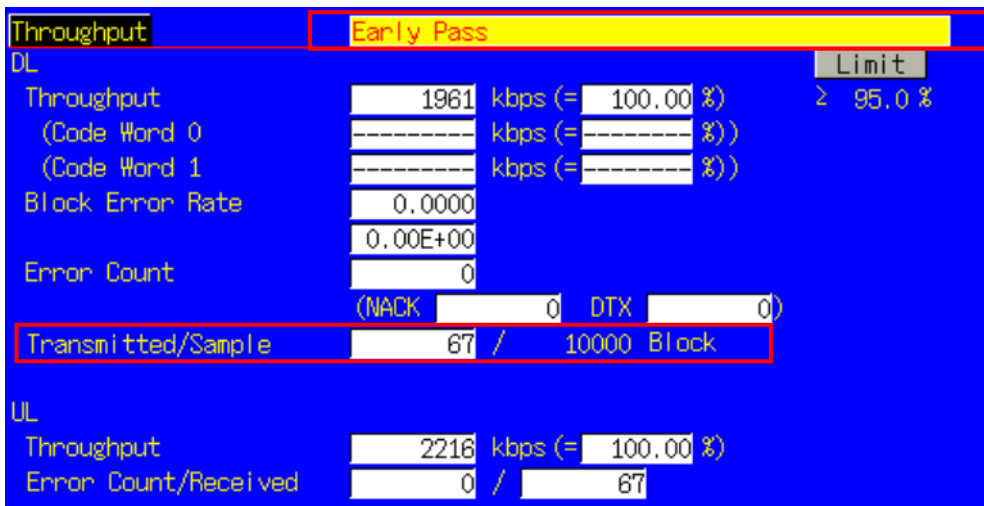 Throughput Early Pass
DL Limit
Throughput 1961 kbps (= 100.00 %) ≥ 95.0 %
(Code Word 0 --------- kbps (= -------- %))
(Code Word 1 --------- kbps (= -------- %))
Block Error Rate 0.0000
0.00E+00
Error Count 0
(NACK 0 DTX 0)
Transmitted/Sample 67 / 10000 Block
UL
Throughput 2216 kbps (= 100.00 %)
Error Count/Received 0 / 67